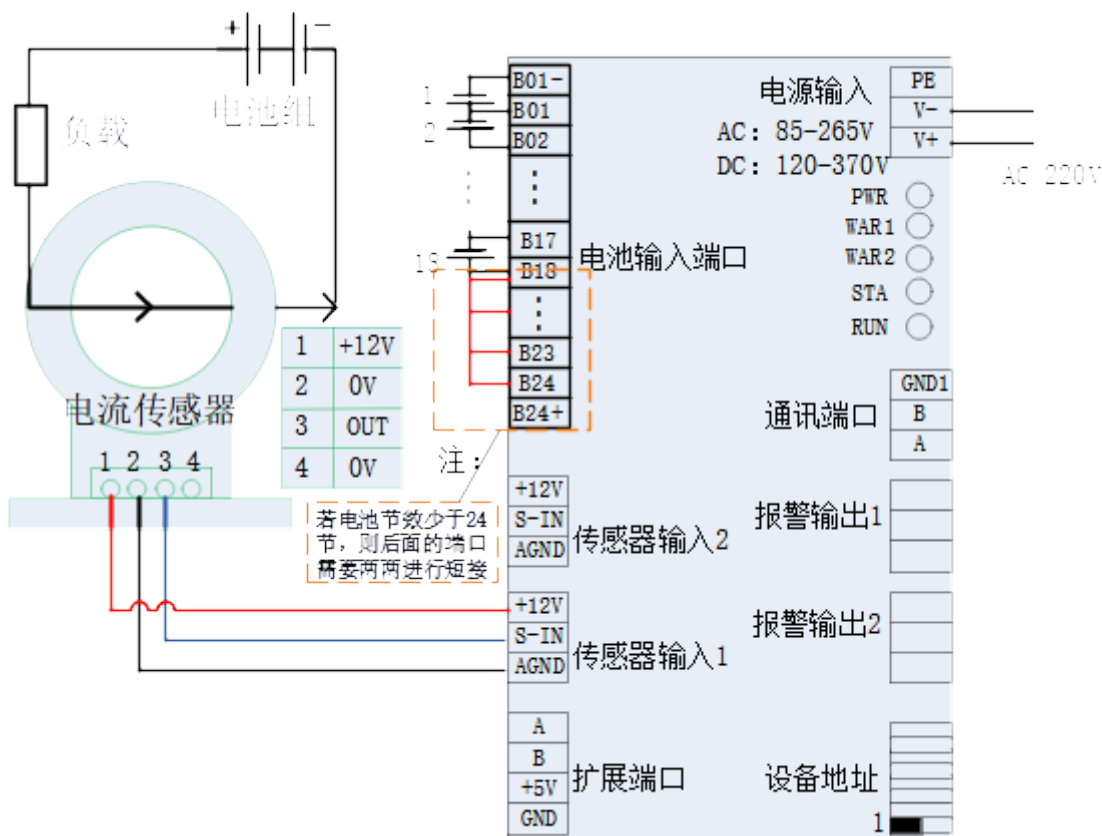 + -
电池组
负载
电流传感器
1 2 3 4
1 +12V
2 0V
3 OUT
4 0V
1
2
18
B01-
B01
B02
B17
B18
B23
B24
B24+
电池输入端口
注:
若电池节数少于24
节，则后面的端口
需要两两进行短接
+12V
S-IN
AGND
传感器输入2
+12V
S-IN
AGND
传感器输入1
A
B
+5V
GND
扩展端口
电源输入
AC: 85-265V
DC: 120-370V
PE
V-
V+
AC 220V
PWR
WAR1
WAR2
STA
RUN
通讯端口
GND1
B
A
报警输出1
报警输出2
设备地址
1